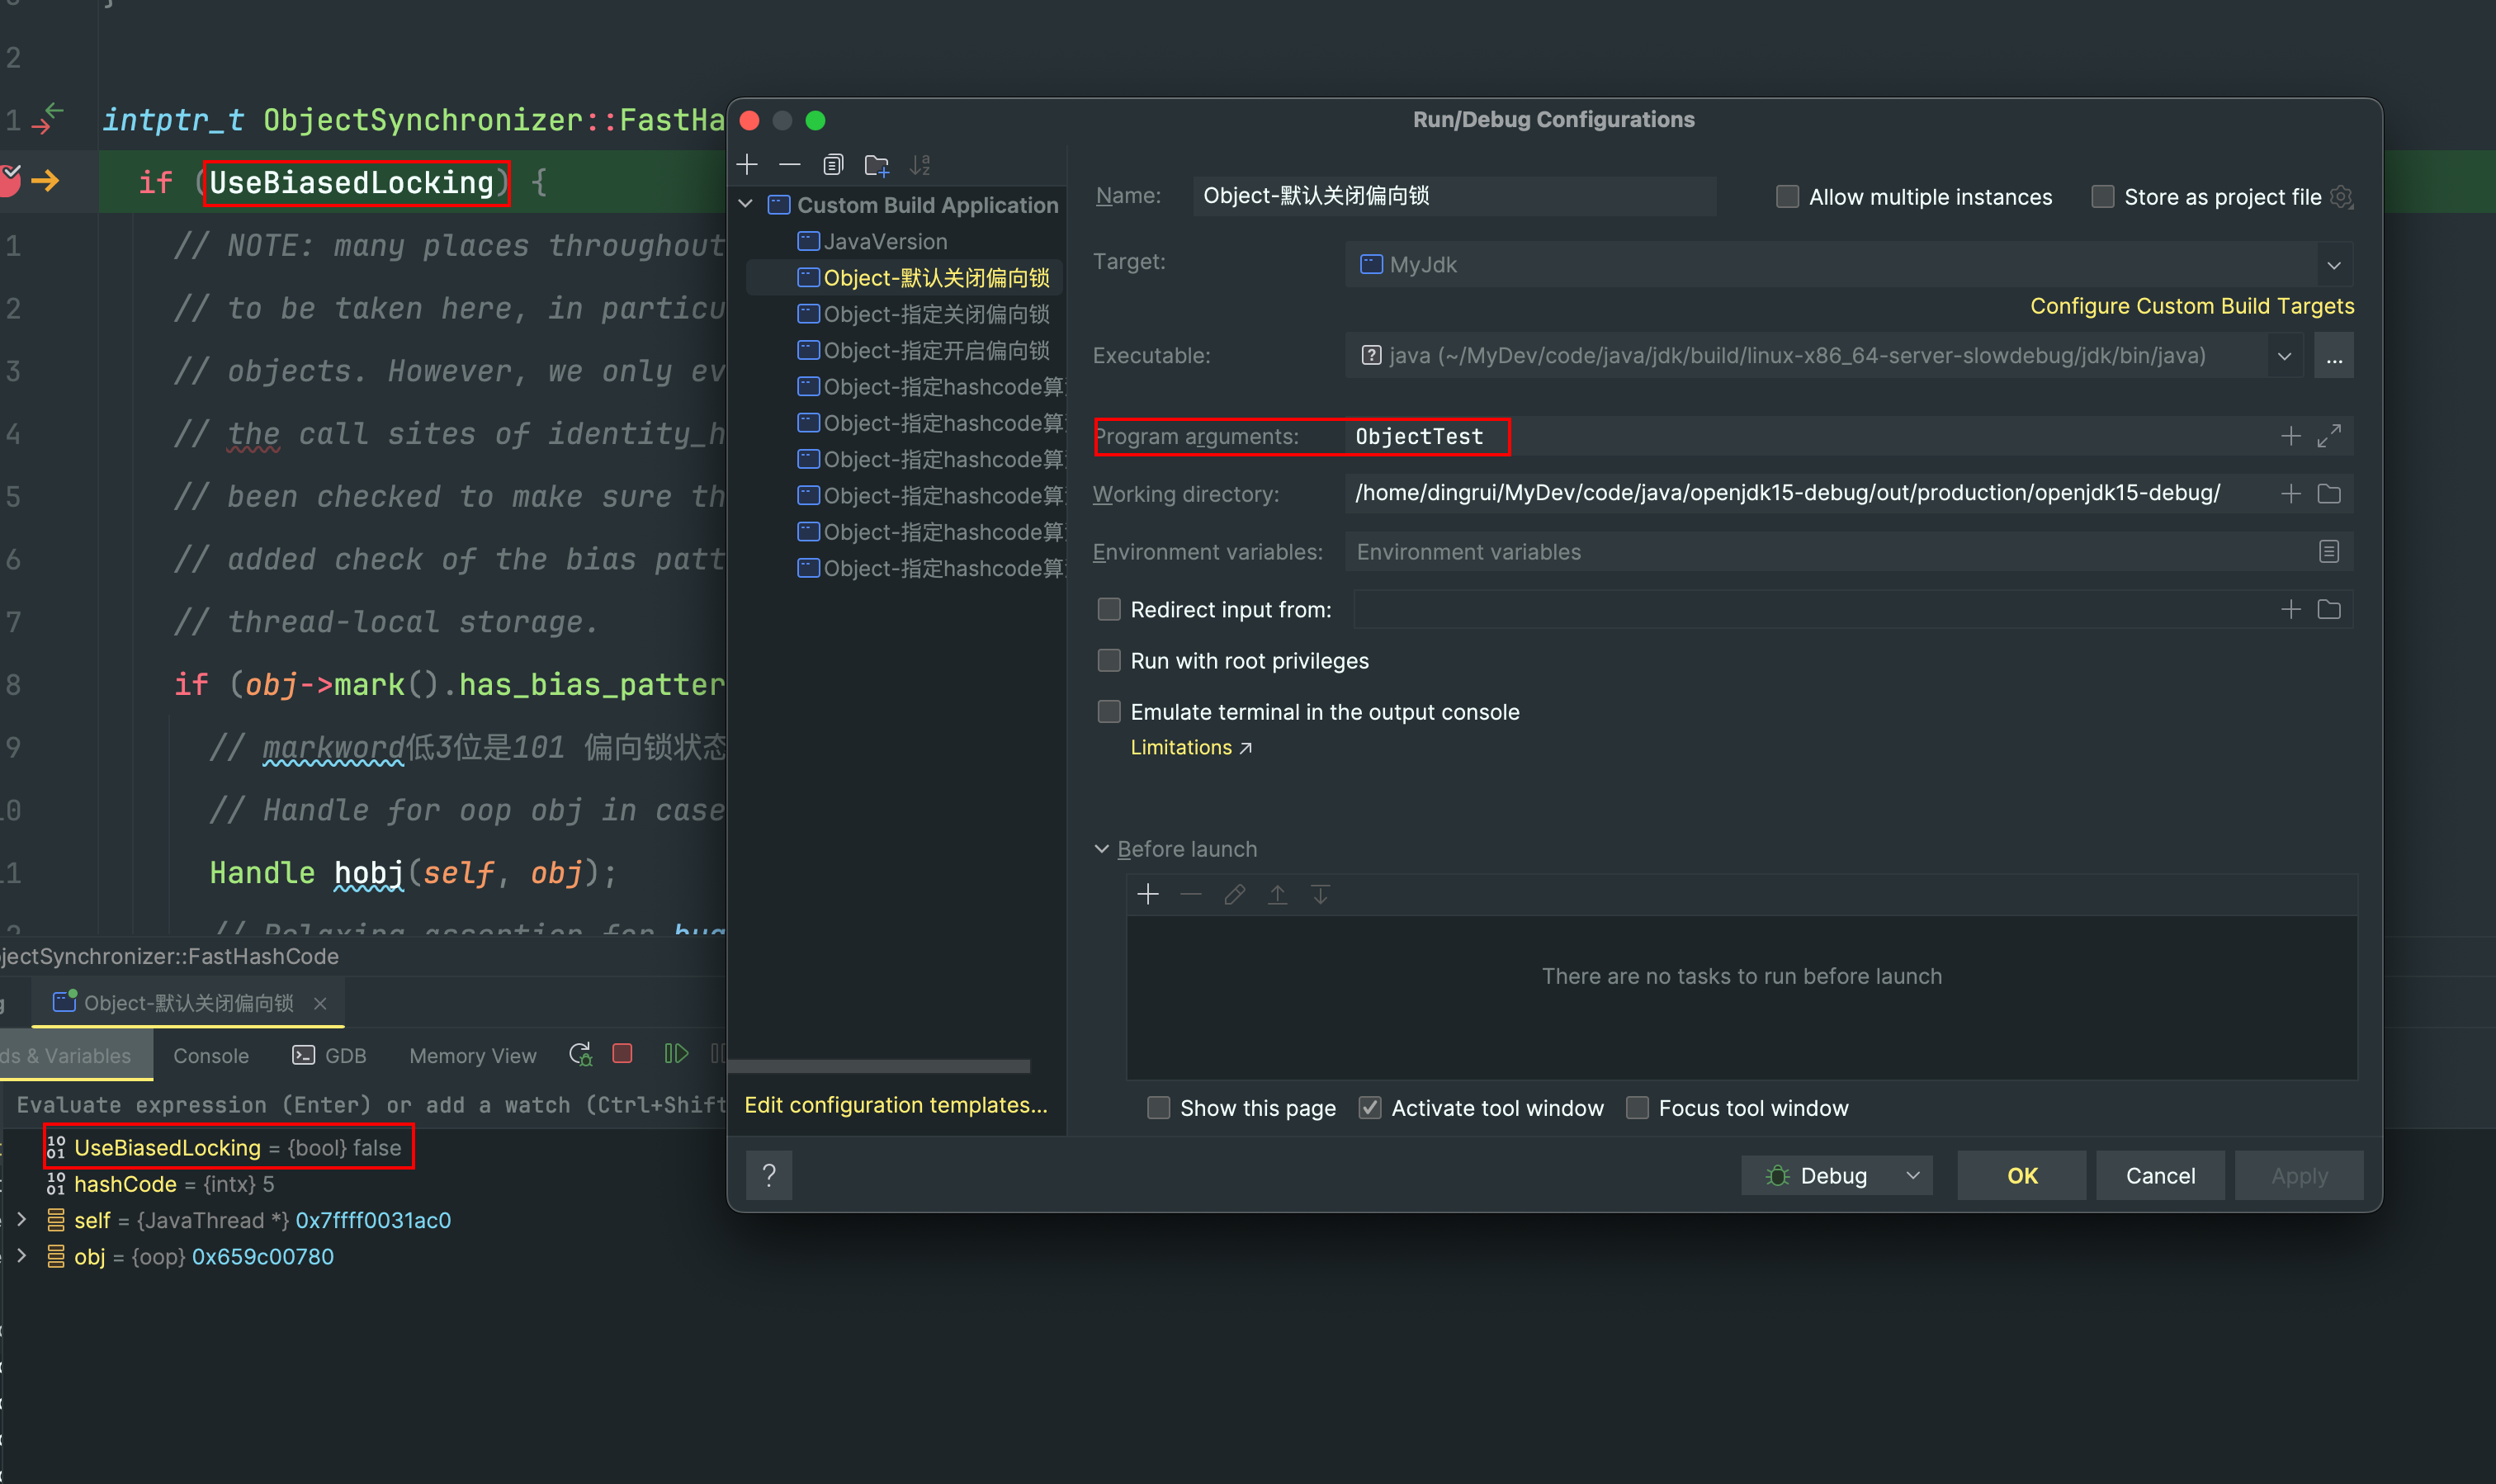 2
1 intptr_t ObjectSynchronizer::FastHa
if (UseBiasedLocking) {
1 // NOTE: many places throughout
2 // to be taken here, in particu
3 // objects. However, we only ev
4 // the call sites of identity_h
5 // been checked to make sure th
6 // added check of the bias patt
7 // thread-local storage.
8 if (obj->mark().has_bias_patter
9 // markword低3位是101 偏向锁状态
10 // Handle for oop obj in case
11 Handle hobj(self, obj);
// Relaxing assertion for bug
jectSynchronizer::FastHashCode
Object-默认关闭偏向锁
ds & Variables
Console
GDB
Memory View
Evaluate expression (Enter) or add a watch (Ctrl+Shift
UseBiasedLocking = {bool} false
hashCode = {intx} 5
self = {JavaThread *} 0x7ffff0031ac0
obj = {oop} 0x659c00780
Run/Debug Configurations
Custom Build Application
JavaVersion
Object-默认关闭偏向锁
Object-指定关闭偏向锁
Object-指定开启偏向锁
Object-指定hashcode算
Object-指定hashcode算
Object-指定hashcode算
Object-指定hashcode算
Object-指定hashcode算
Object-指定hashcode算
Edit configuration templates...
Name: Object-默认关闭偏向锁
Allow multiple instances
Store as project file
Target: MyJdk
Configure Custom Build Targets
Executable: java (~/MyDev/code/java/jdk/build/linux-x86_64-server-slowdebug/jdk/bin/java)
...
Program arguments: ObjectTest
Working directory: /home/dingrui/MyDev/code/java/openjdk15-debug/out/production/openjdk15-debug/
Environment variables: Environment variables
Redirect input from:
Run with root privileges
Emulate terminal in the output console
Limitations ↗
Before launch
There are no tasks to run before launch
Show this page
Activate tool window
Focus tool window
?
Debug
OK
Cancel
Apply